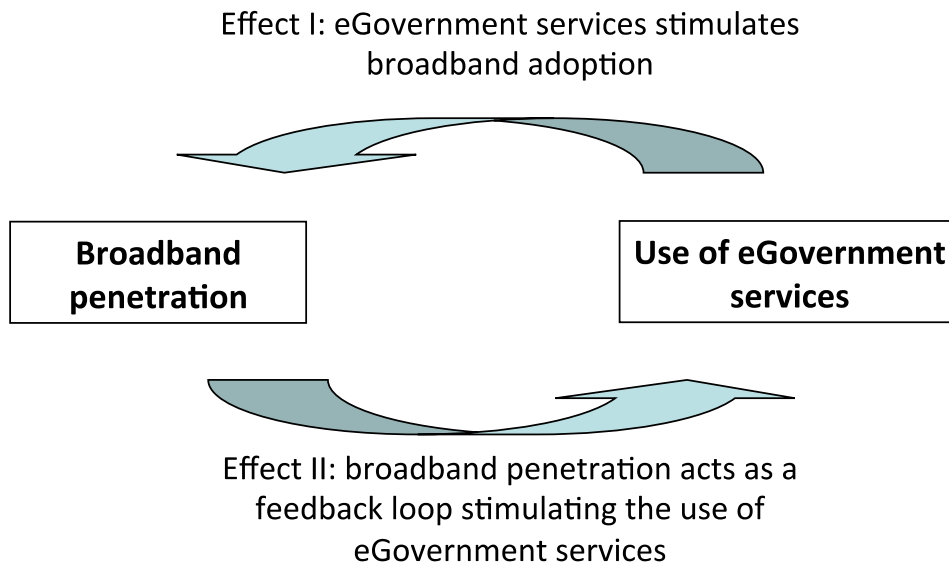 Effect I: eGovernment services stimulates
broadband adoption
Broadband
penetration
Use of eGovernment
services
Effect II: broadband penetration acts as a
feedback loop stimulating the use of
eGovernment services